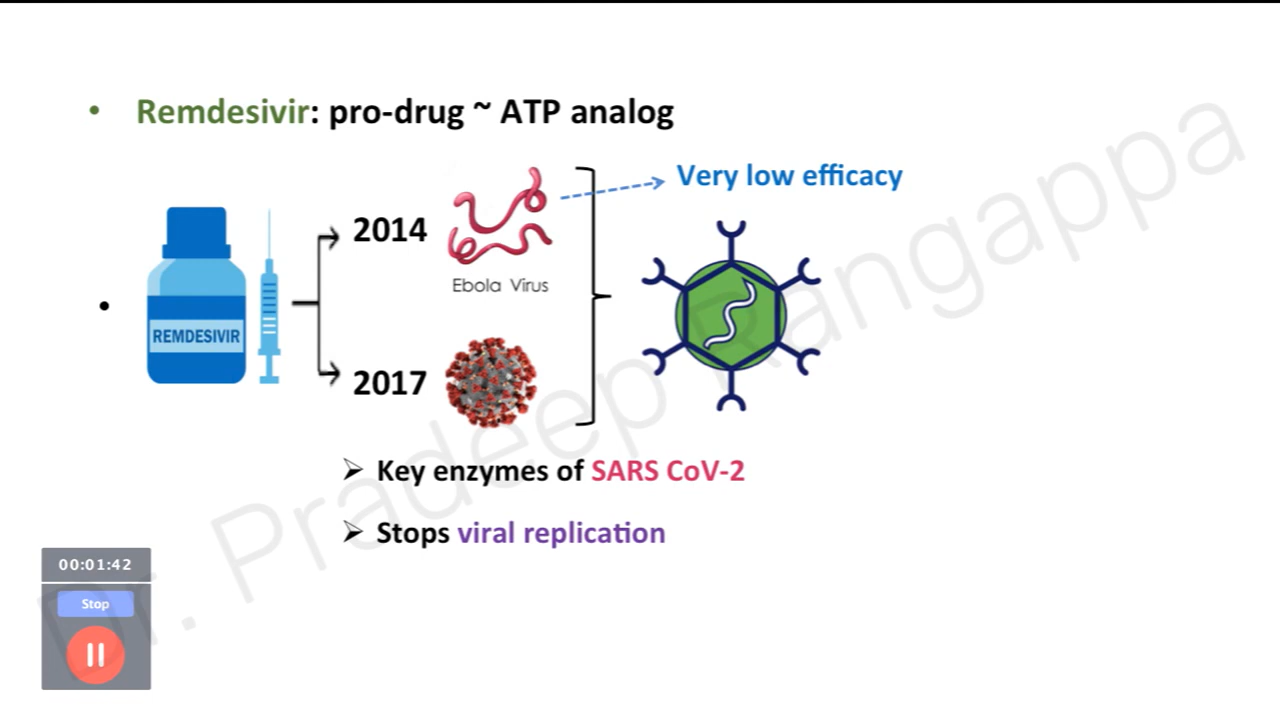 • Remdesivir: pro-drug ~ ATP analog
Very low efficacy
2014
Ebola Virus
•
REMDESIVIR
2017
➢ Key enzymes of SARS CoV-2
➢ Stops viral replication
00:01:42
Stop
Dr. Pradeep Rangappa